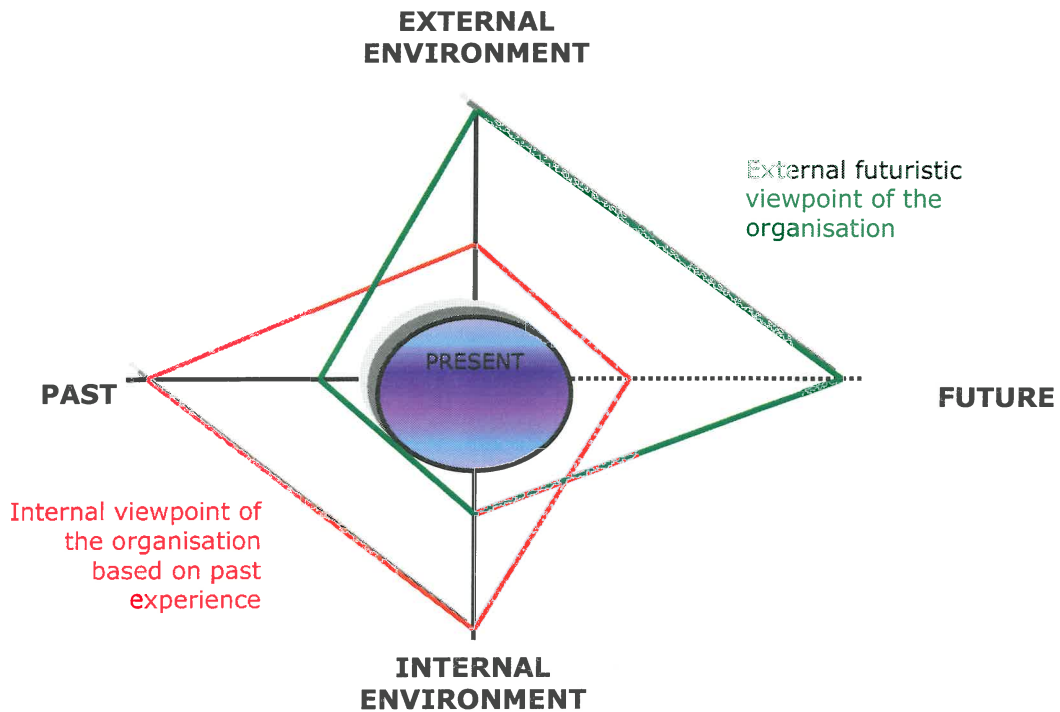 EXTERNAL
ENVIRONMENT
External futuristic
viewpoint of the
organisation
PRESENT
PAST
FUTURE
Internal viewpoint of
the organisation
based on past
experience
INTERNAL
ENVIRONMENT